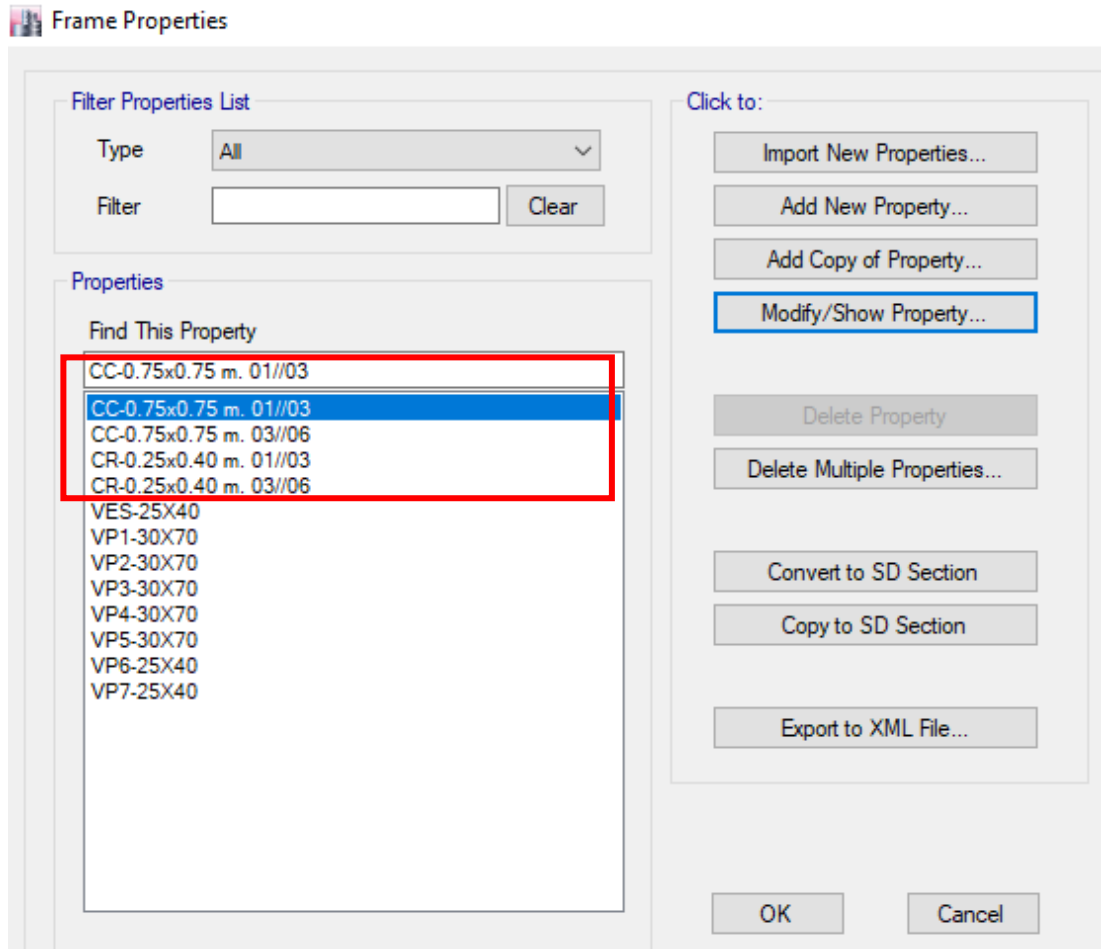 Frame Properties
Filter Properties List
Type All
Filter Clear
Properties
Find This Property
CC-0.75x0.75 m. 01//03
CC-0.75x0.75 m. 01//03
CC-0.75x0.75 m. 03//06
CR-0.25x0.40 m. 01//03
CR-0.25x0.40 m. 03//06
VES-25X40
VP1-30X70
VP2-30X70
VP3-30X70
VP4-30X70
VP5-30X70
VP6-25X40
VP7-25X40
Click to:
Import New Properties...
Add New Property...
Add Copy of Property...
Modify/Show Property...
Delete Property
Delete Multiple Properties...
Convert to SD Section
Copy to SD Section
Export to XML File...
OK Cancel